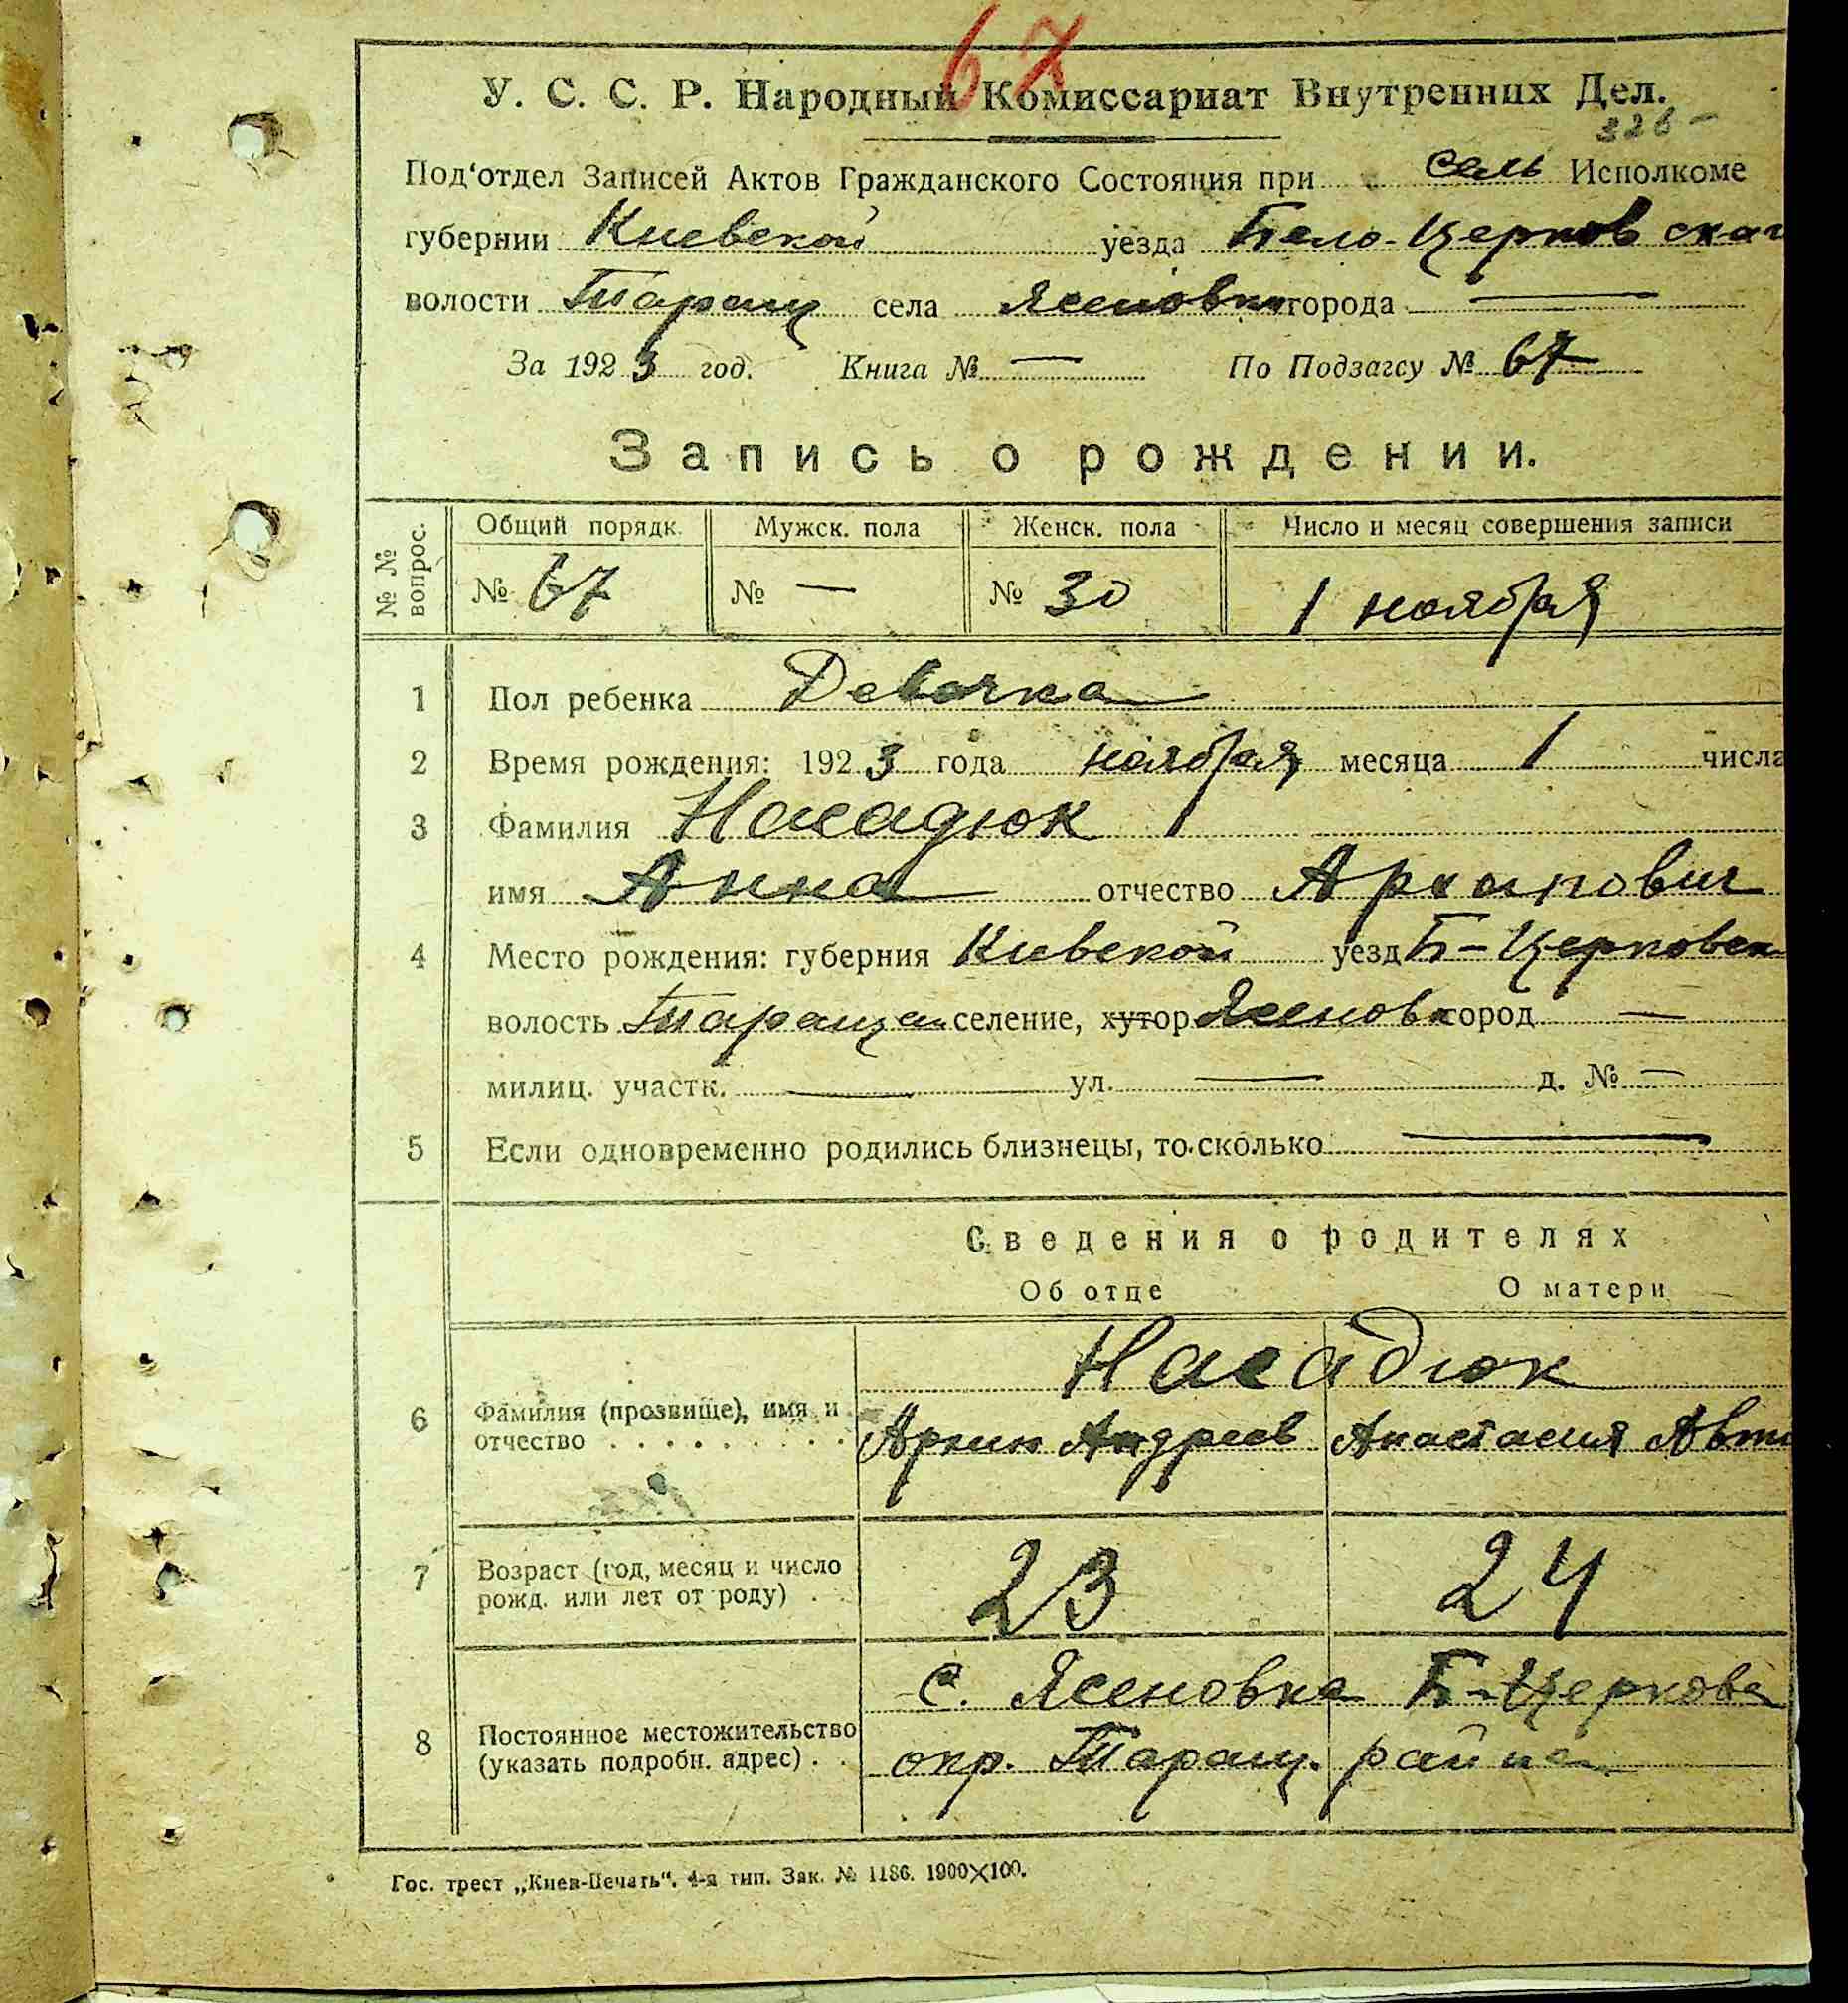 67
У. С. С. Р. Народный Комиссариат Внутренних Дел.
226 –
Под'отдел Записей Актов Гражданского Состояния при сель Исполкоме
губернии Киевской уезда Бело-Церковская
волости Таращ села Ясеновка города —
За 1923 год. Книга № — По Подзагсу № 67
Запись о рождении.
№ № вопрос. Общий порядк. Мужск. пола Женск. пола Число и месяц совершения записи
№ 67 № — № 30 1 ноября
1 Пол ребенка Девочка
2 Время рождения: 1923 года ноября месяца 1 числа
3 Фамилия Насадюк
имя Анна отчество Архипович
4 Место рождения: губерния Киевской уезд Б-Церковск
волость Тараща селение, хутор Ясеновка город —
милиц. участк. — ул. — д. № —
5 Если одновременно родились близнецы, то сколько —
Сведения о родителях
Об отце О матери
Насадюк
6 Фамилия (прозвище), имя и
отчество . . . . . . . . . Архип Андреев Анастасия Авти
7 Возраст (год, месяц и число
рожд. или лет от роду) . . 23 24
с. Ясеновка Б-Церковс
8 Постоянное местожительство
(указать подробн. адрес) . . окр. Таращ. района
Гос. трест „Киев-Печать“. 4-я тип. Зак. № 1186. 1900×100.